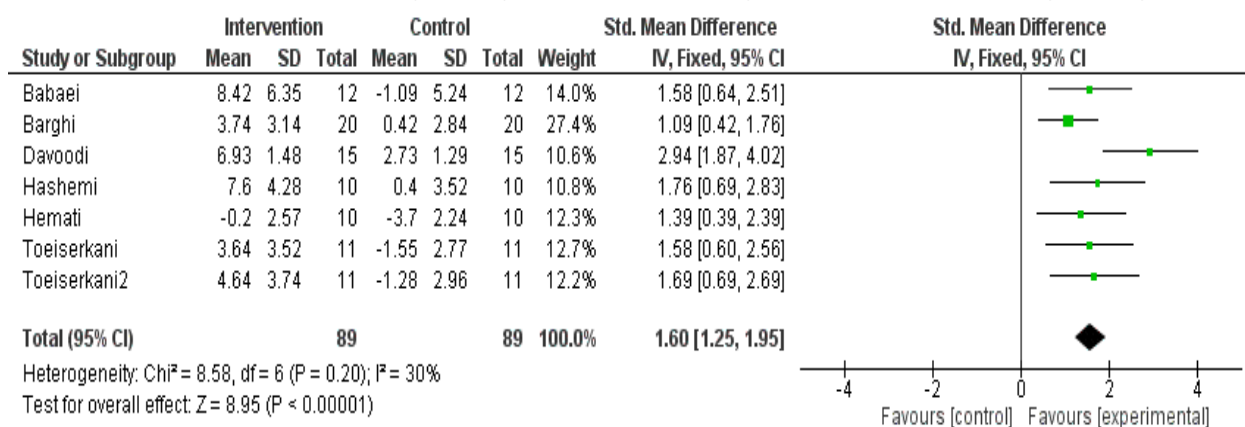 Intervention Control Std. Mean Difference Std. Mean Difference
Study or Subgroup Mean SD Total Mean SD Total Weight IV, Fixed, 95% CI IV, Fixed, 95% CI
Babaei 8.42 6.35 12 -1.09 5.24 12 14.0% 1.58 [0.64, 2.51]
Barghi 3.74 3.14 20 0.42 2.84 20 27.4% 1.09 [0.42, 1.76]
Davoodi 6.93 1.48 15 2.73 1.29 15 10.6% 2.94 [1.87, 4.02]
Hashemi 7.6 4.28 10 0.4 3.52 10 10.8% 1.76 [0.69, 2.83]
Hemati -0.2 2.57 10 -3.7 2.24 10 12.3% 1.39 [0.39, 2.39]
Toeiserkani 3.64 3.52 11 -1.55 2.77 11 12.7% 1.58 [0.60, 2.56]
Toeiserkani2 4.64 3.74 11 -1.28 2.96 11 12.2% 1.69 [0.69, 2.69]
Total (95% CI) 89 89 100.0% 1.60 [1.25, 1.95]
Heterogeneity: Chi² = 8.58, df = 6 (P = 0.20); I² = 30%
Test for overall effect: Z = 8.95 (P < 0.00001)
-4 -2 0 2 4
Favours [control] Favours [experimental]